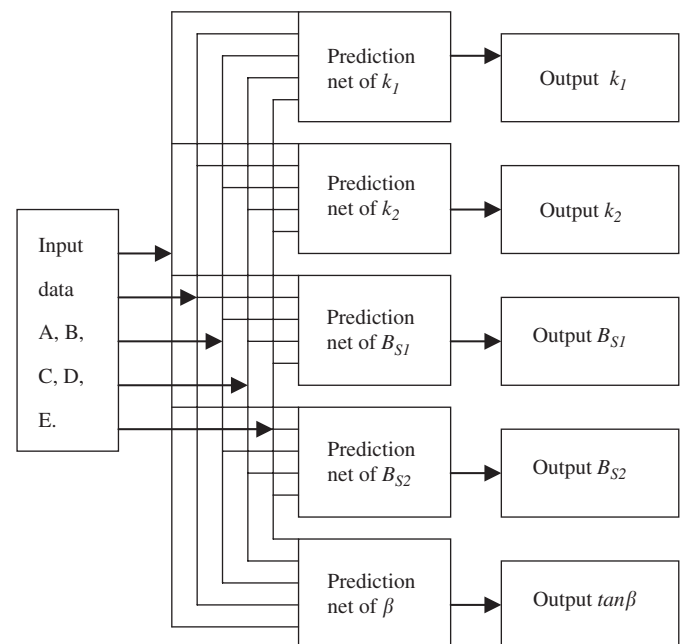 Prediction
net of k1
Output k1
Prediction
net of k2
Output k2
Input
data
A, B,
C, D,
E.
Prediction
net of BS1
Output BS1
Prediction
net of BS2
Output BS2
Prediction
net of β
Output tanβ